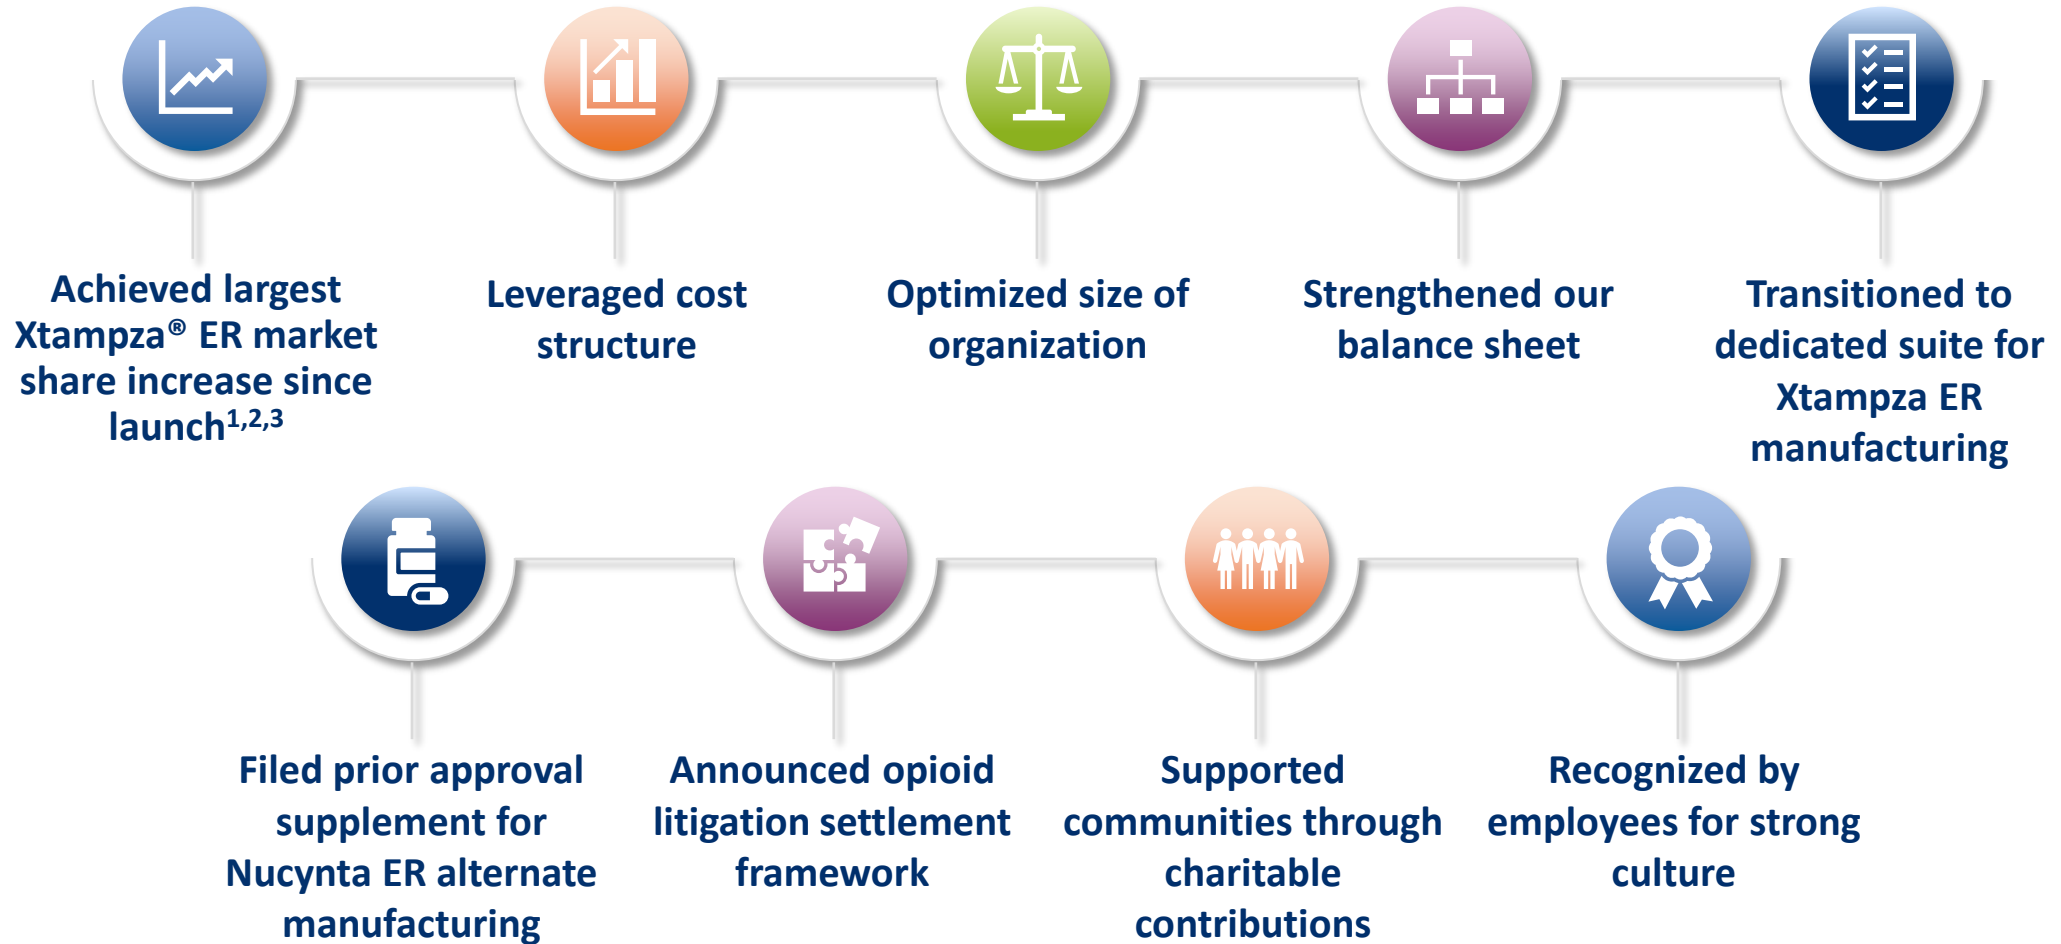 Achieved largest
Xtampza® ER market
share increase since
launch1,2,3
Leveraged cost
structure
Optimized size of
organization
Strengthened our
balance sheet
Transitioned to
dedicated suite for
Xtampza ER
manufacturing
Filed prior approval
supplement for
Nucynta ER alternate
manufacturing
Announced opioid
litigation settlement
framework
Supported
communities through
charitable
contributions
Recognized by
employees for strong
culture